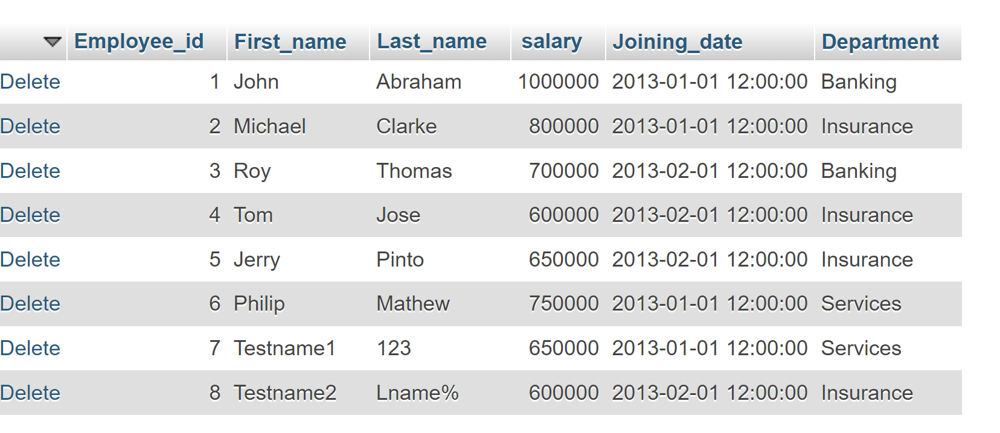 Employee_id First_name Last_name salary Joining_date Department
Delete 1 John Abraham 1000000 2013-01-01 12:00:00 Banking
Delete 2 Michael Clarke 800000 2013-01-01 12:00:00 Insurance
Delete 3 Roy Thomas 700000 2013-02-01 12:00:00 Banking
Delete 4 Tom Jose 600000 2013-02-01 12:00:00 Insurance
Delete 5 Jerry Pinto 650000 2013-02-01 12:00:00 Insurance
Delete 6 Philip Mathew 750000 2013-01-01 12:00:00 Services
Delete 7 Testname1 123 650000 2013-01-01 12:00:00 Services
Delete 8 Testname2 Lname% 600000 2013-02-01 12:00:00 Insurance